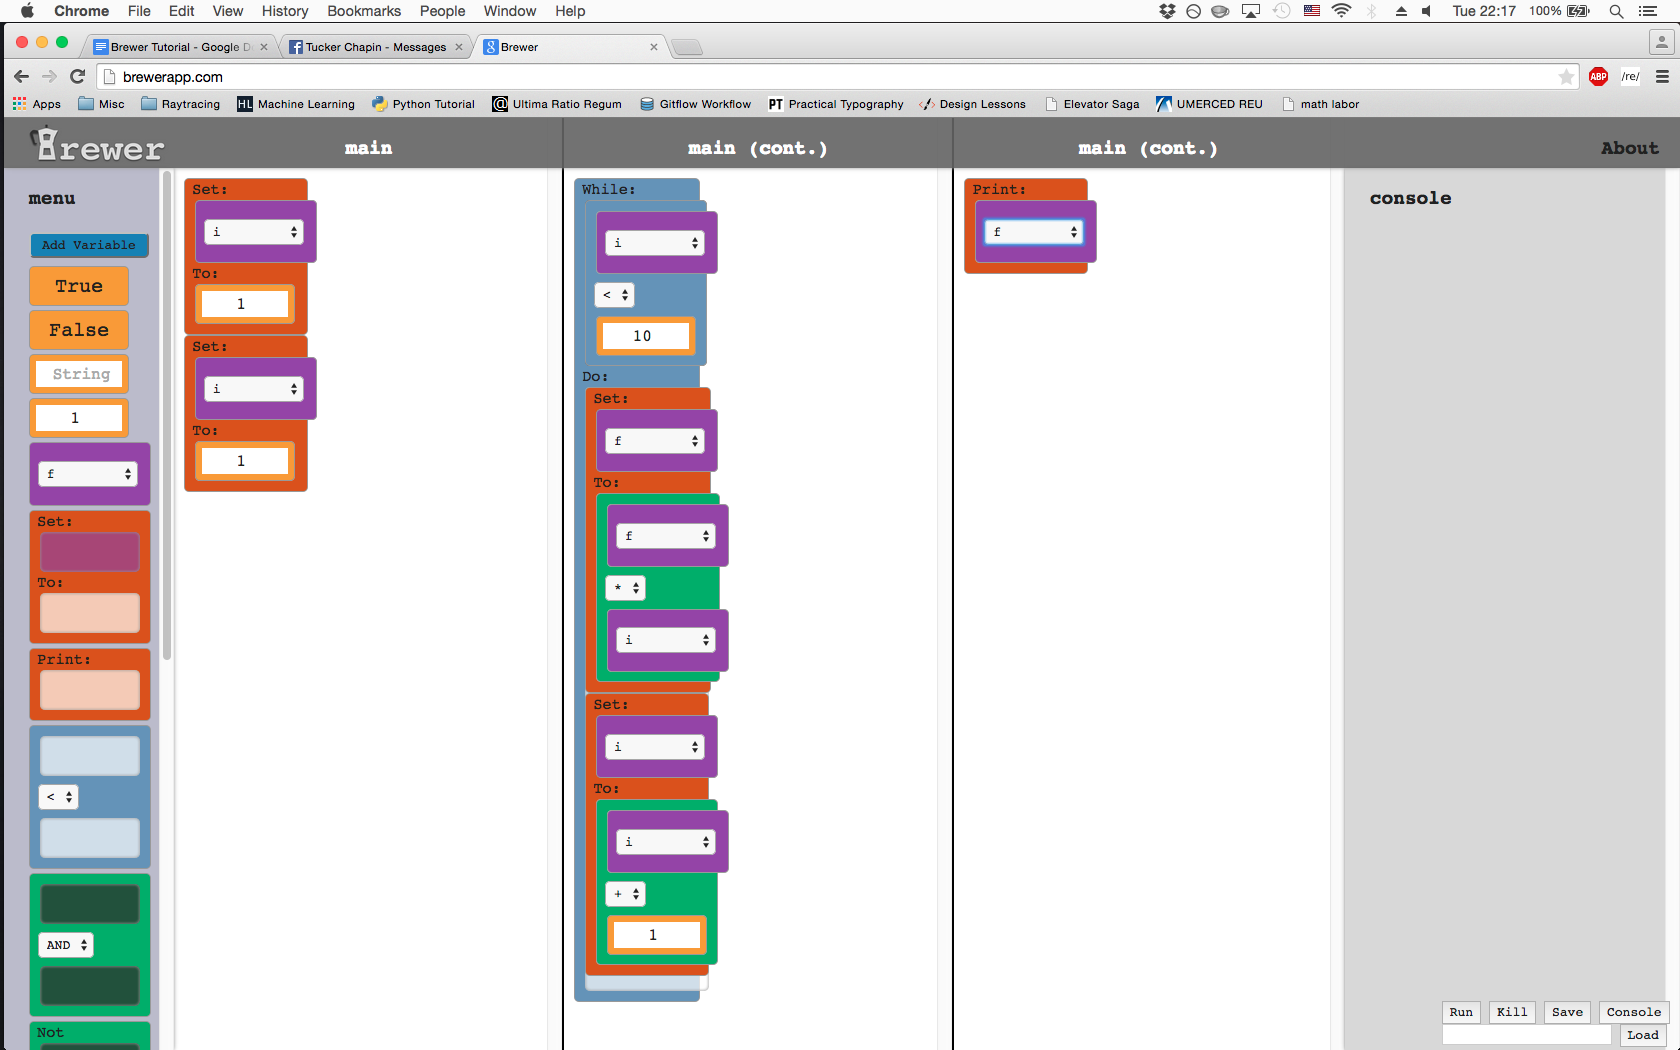 Chrome File Edit View History Bookmarks People Window Help Tue 22:17 100%
Brewer Tutorial - Google D Tucker Chapin - Messages Brewer
brewerapp.com ABP /re/
Apps Misc Raytracing HL Machine Learning Python Tutorial @ Ultima Ratio Regum Gitflow Workflow PT Practical Typography Design Lessons Elevator Saga UMERCED REU math labor
Brewer main main (cont.) main (cont.) About
menu
Add Variable
True
False
String
1
f
Set:
To:
Print:
<
AND
Not
Set:
i
To:
1
Set:
i
To:
1
While:
i
<
10
Do:
Set:
f
To:
f
*
i
Set:
i
To:
i
+
1
Print:
f
console
Run Kill Save Console
Load